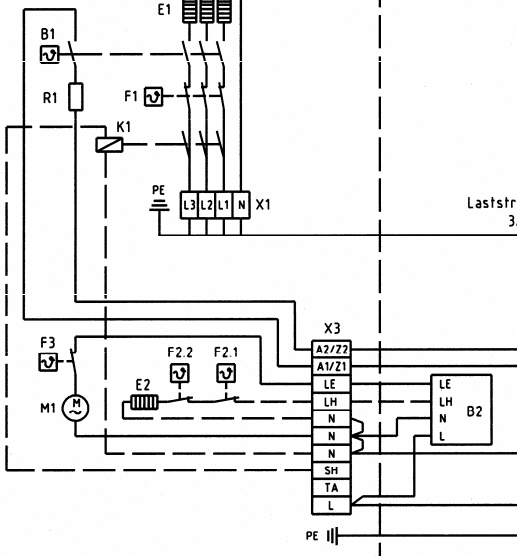 E1
B1
R1
F1
K1
PE
L3 L2 L1 N X1
Laststr
3.
X3
F3
F2.2 F2.1
A2/Z2
A1/Z1
E2
LE LE
LH LH
M1 M ~
N N
B2
N L
N
SH
TA
L
PE